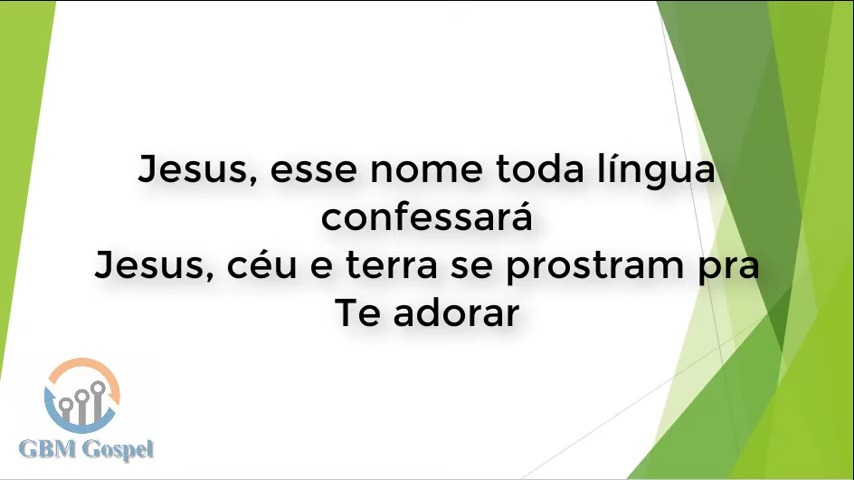 Jesus, esse nome toda língua
confessará
Jesus, céu e terra se prostram pra
Te adorar
GBM Gospel